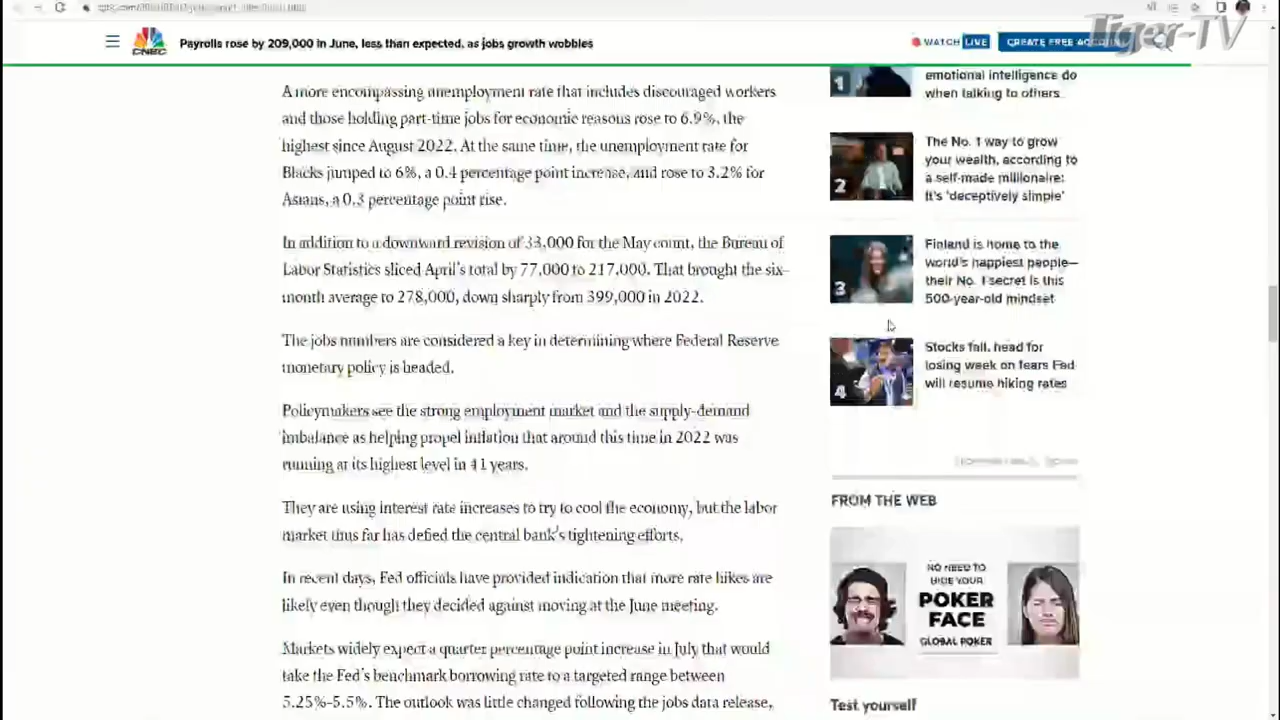 Tiger-TV
CNBC
Payrolls rose by 209,000 in June, less than expected, as jobs growth wobbles
WATCH LIVE
CREATE FREE ACCOUNT
A more encompassing unemployment rate that includes discouraged workers
and those holding part-time jobs for economic reasons rose to 6.9%, the
highest since August 2022. At the same time, the unemployment rate for
Blacks jumped to 6%, a 0.4 percentage point increase, and rose to 3.2% for
Asians, a 0.3 percentage point rise.
In addition to a downward revision of 33,000 for the May count, the Bureau of
Labor Statistics sliced April's total by 77,000 to 217,000. That brought the six-
month average to 278,000, down sharply from 399,000 in 2022.
The jobs numbers are considered a key in determining where Federal Reserve
monetary policy is headed.
Policymakers see the strong employment market and the supply-demand
imbalance as helping propel inflation that around this time in 2022 was
running at its highest level in 41 years.
They are using interest rate increases to try to cool the economy, but the labor
market thus far has defied the central bank's tightening efforts.
In recent days, Fed officials have provided indication that more rate hikes are
likely even though they decided against moving at the June meeting.
Markets widely expect a quarter percentage point increase in July that would
take the Fed's benchmark borrowing rate to a targeted range between
5.25%-5.5%. The outlook was little changed following the jobs data release,
1
emotional intelligence do
when talking to others
2
The No. 1 way to grow
your wealth, according to
a self-made millionaire:
It's 'deceptively simple'
3
Finland is home to the
world's happiest people—
their No. 1 secret is this
500-year-old mindset
4
Stocks fall, head for
losing week on fears Fed
will resume hiking rates
FROM THE WEB
NO NEED TO
HIDE YOUR
POKER
FACE
GLOBAL POKER
Test yourself